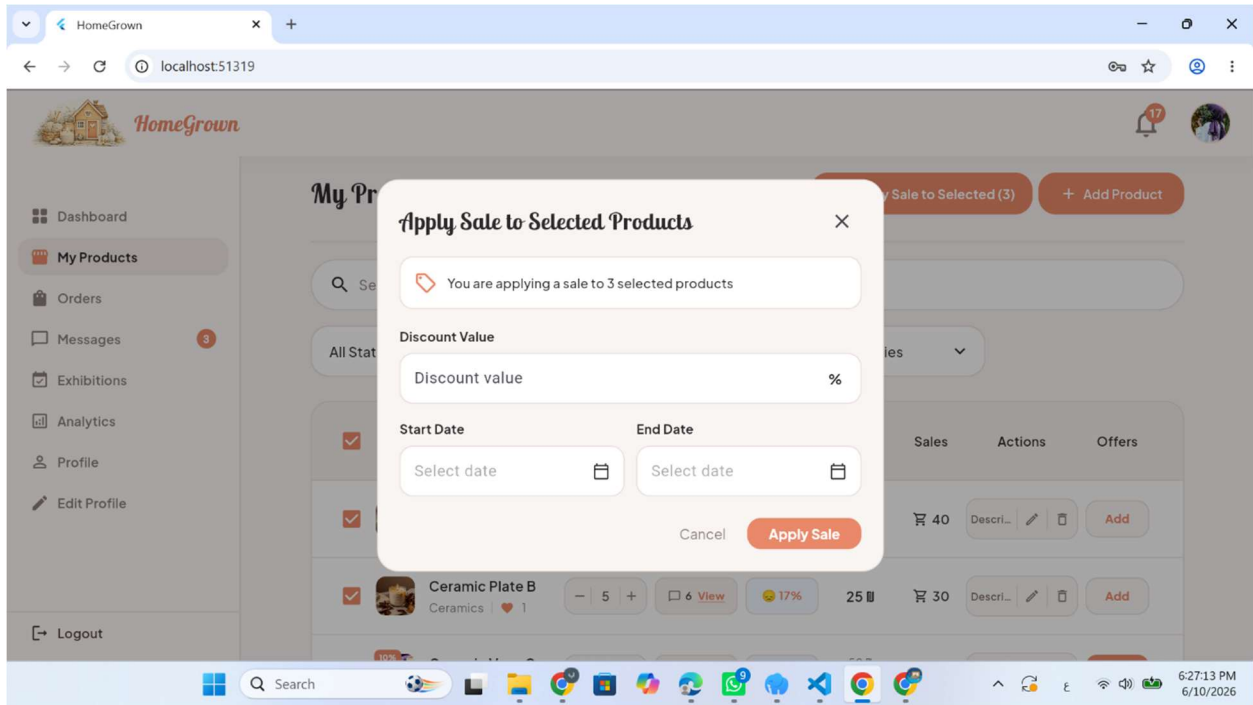 HomeGrown
localhost:51319
HomeGrown
17
My Pr
y Sale to Selected (3)
+ Add Product
Dashboard
My Products
Orders
Messages 3
Exhibitions
Analytics
Profile
Edit Profile
Logout
Se
All Stat
ies
Apply Sale to Selected Products
You are applying a sale to 3 selected products
Discount Value
Discount value %
Start Date End Date
Select date Select date
Cancel Apply Sale
Sales Actions Offers
40 Descri... Add
Ceramic Plate B
Ceramics | 1
− 5 + 6 View 17% 25 ₪ 30 Descri... Add
10%
Search
9
ع
6:27:13 PM
6/10/2026